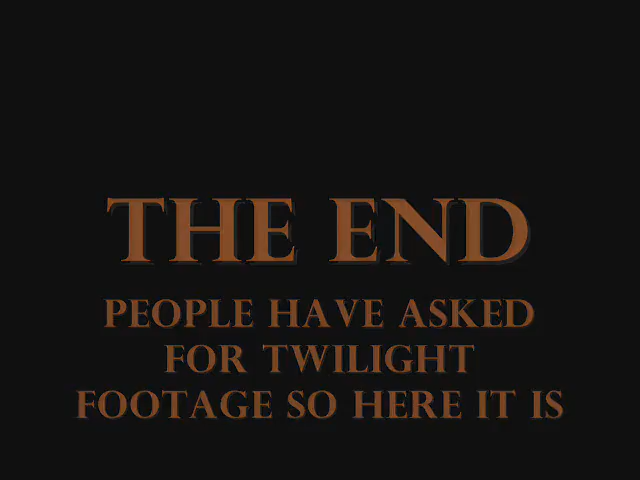 THE END
PEOPLE HAVE ASKED
FOR TWILIGHT
FOOTAGE SO HERE IT IS